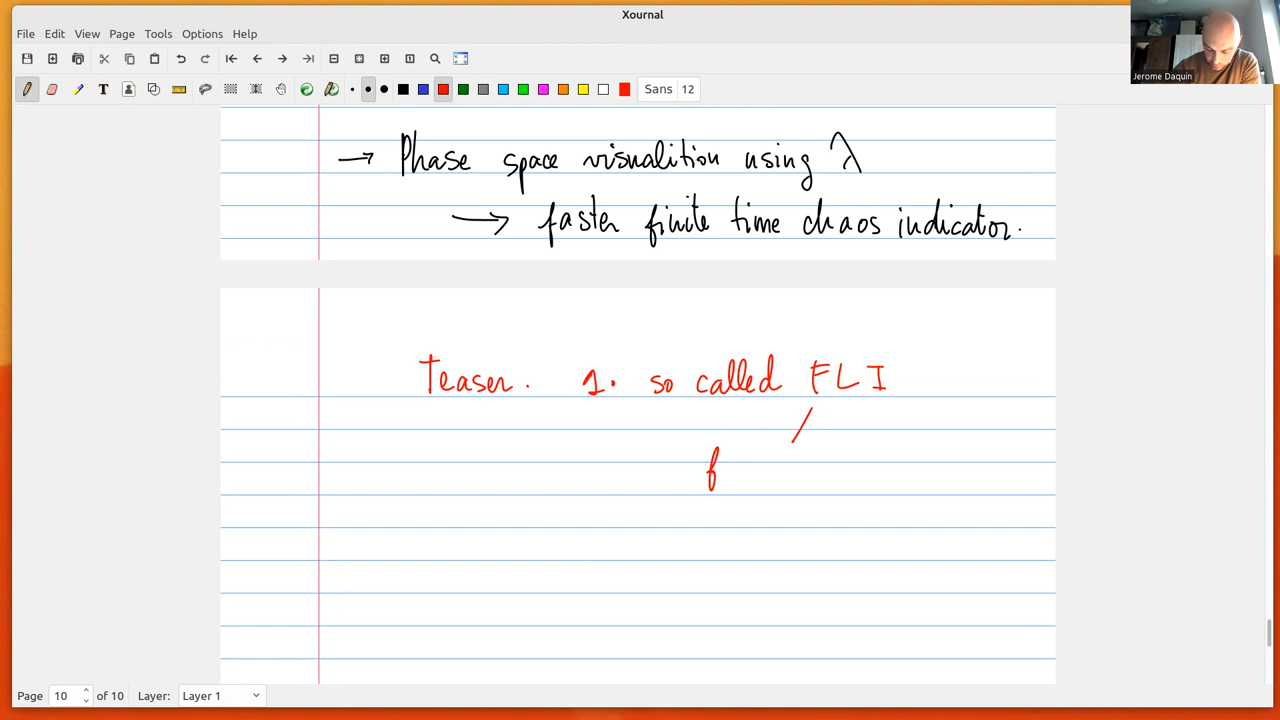 Xournal
File Edit View Page Tools Options Help
Jerome Daquin
Sans 12
→ Phase space visualition using λ
→ faster finite time chaos indicator.
Teaser. 1. so called FLI
f
Page 10 of 10 Layer: Layer 1